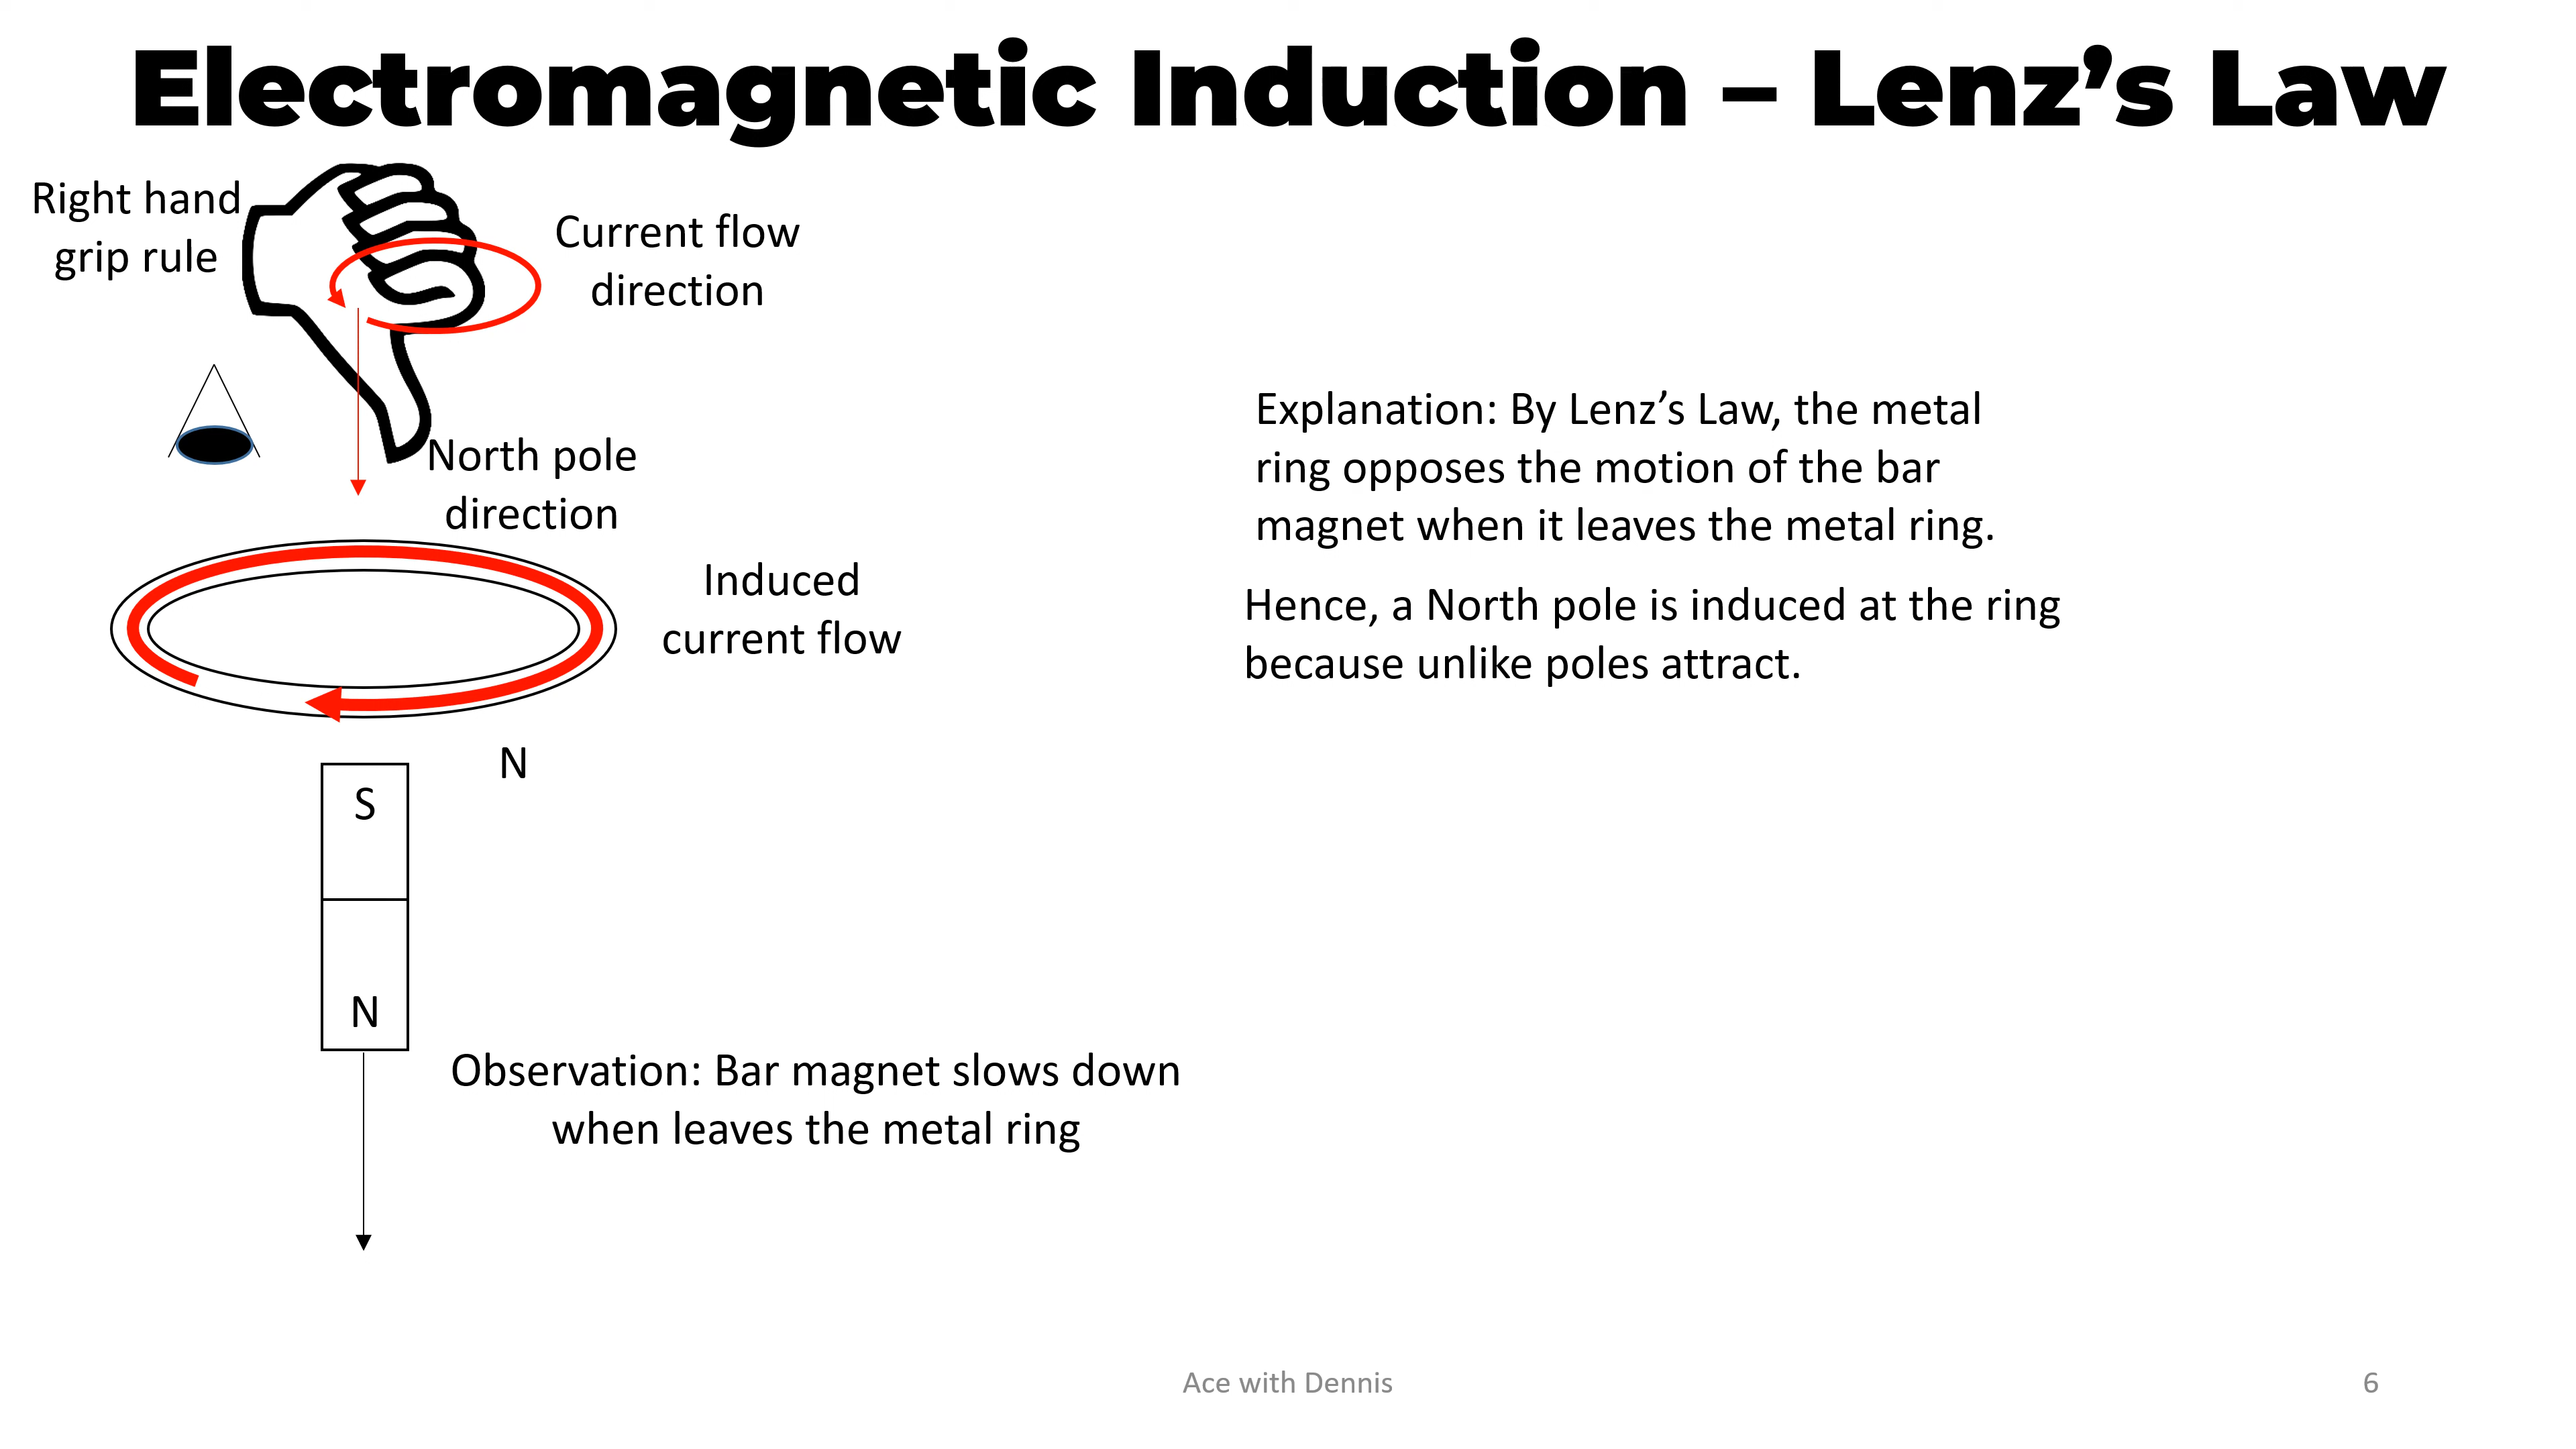 Electromagnetic Induction – Lenz’s Law
Right hand
grip rule
Current flow
direction
North pole
direction
Induced
current flow
Explanation: By Lenz’s Law, the metal
ring opposes the motion of the bar
magnet when it leaves the metal ring.
Hence, a North pole is induced at the ring
because unlike poles attract.
N
S
N
Observation: Bar magnet slows down
when leaves the metal ring
Ace with Dennis
6